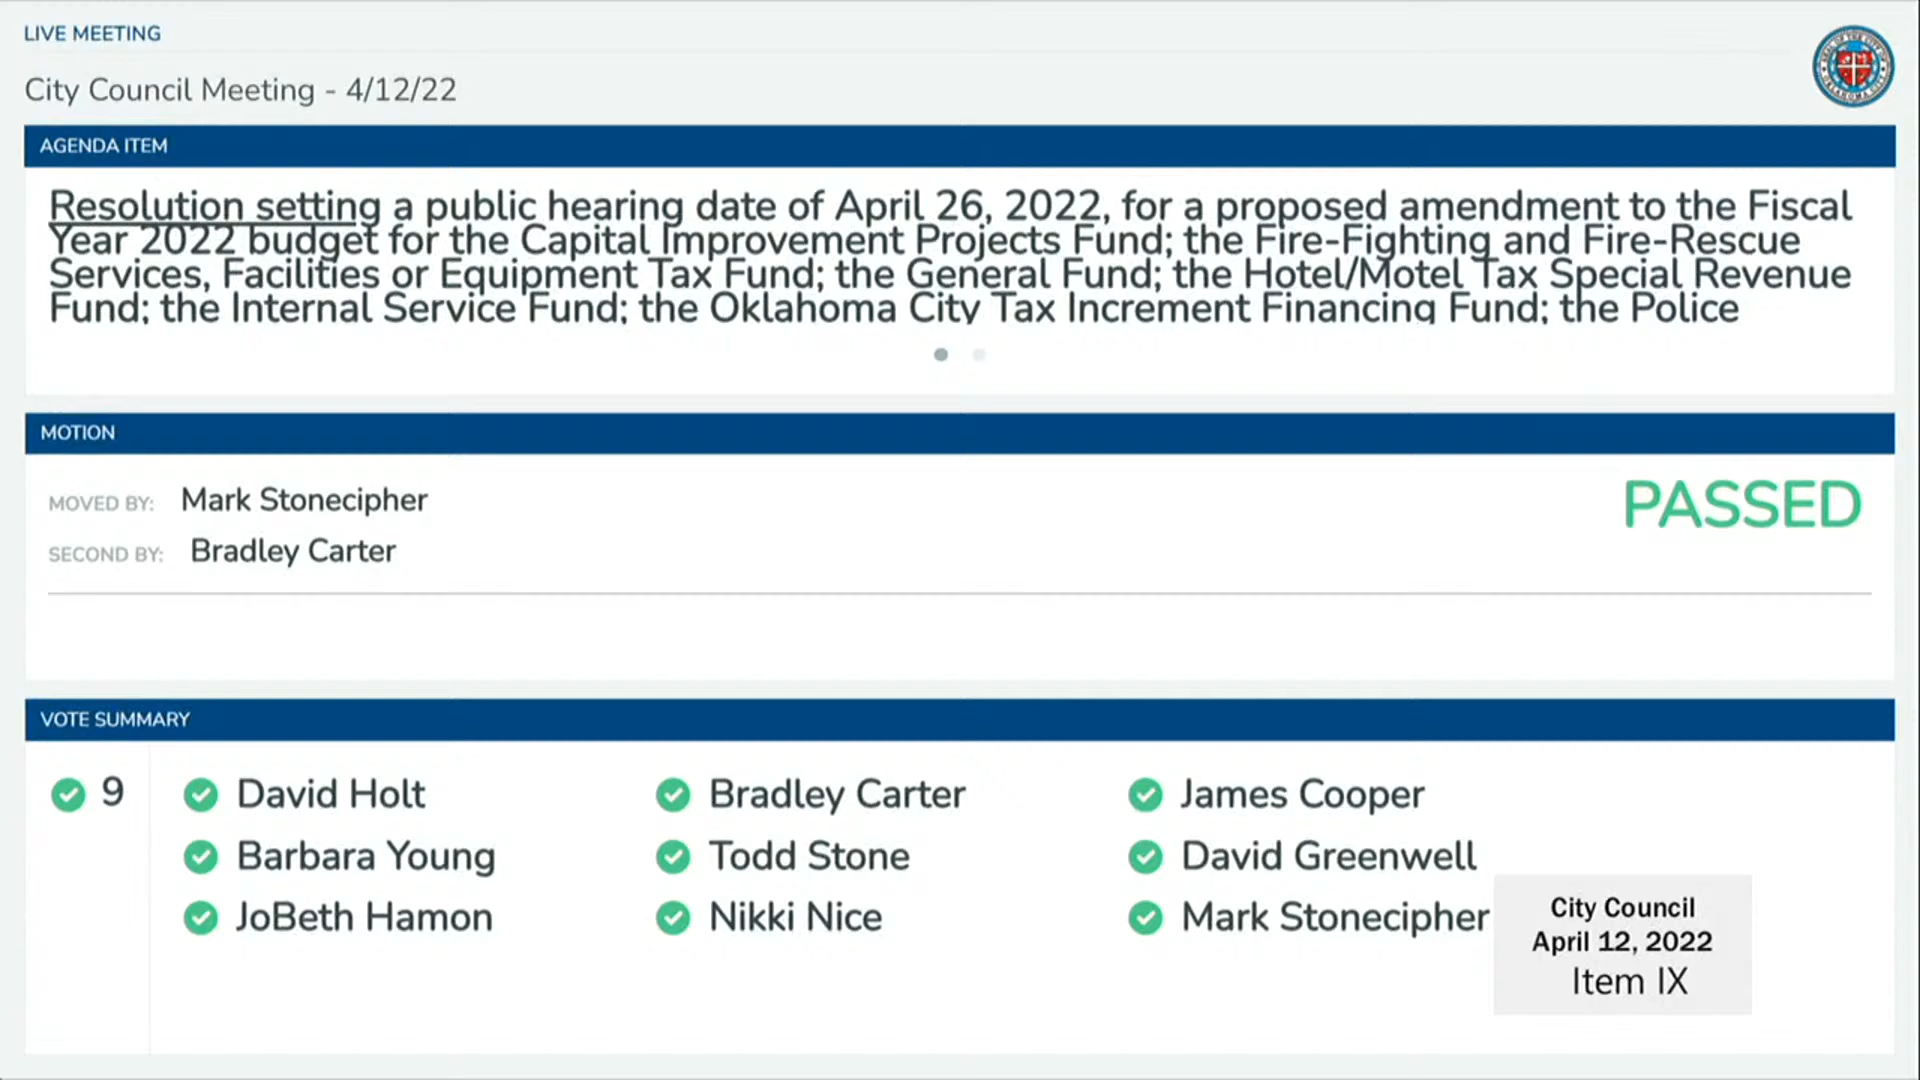 LIVE MEETING
City Council Meeting - 4/12/22
AGENDA ITEM
Resolution setting a public hearing date of April 26, 2022, for a proposed amendment to the Fiscal
Year 2022 budget for the Capital Improvement Projects Fund; the Fire-Fighting and Fire-Rescue
Services, Facilities or Equipment Tax Fund; the General Fund; the Hotel/Motel Tax Special Revenue
Fund; the Internal Service Fund; the Oklahoma City Tax Increment Financing Fund; the Police
MOTION
MOVED BY: Mark Stonecipher
PASSED
SECOND BY: Bradley Carter
VOTE SUMMARY
9 David Holt Bradley Carter James Cooper
Barbara Young Todd Stone David Greenwell
JoBeth Hamon Nikki Nice Mark Stonecipher
City Council
April 12, 2022
Item IX